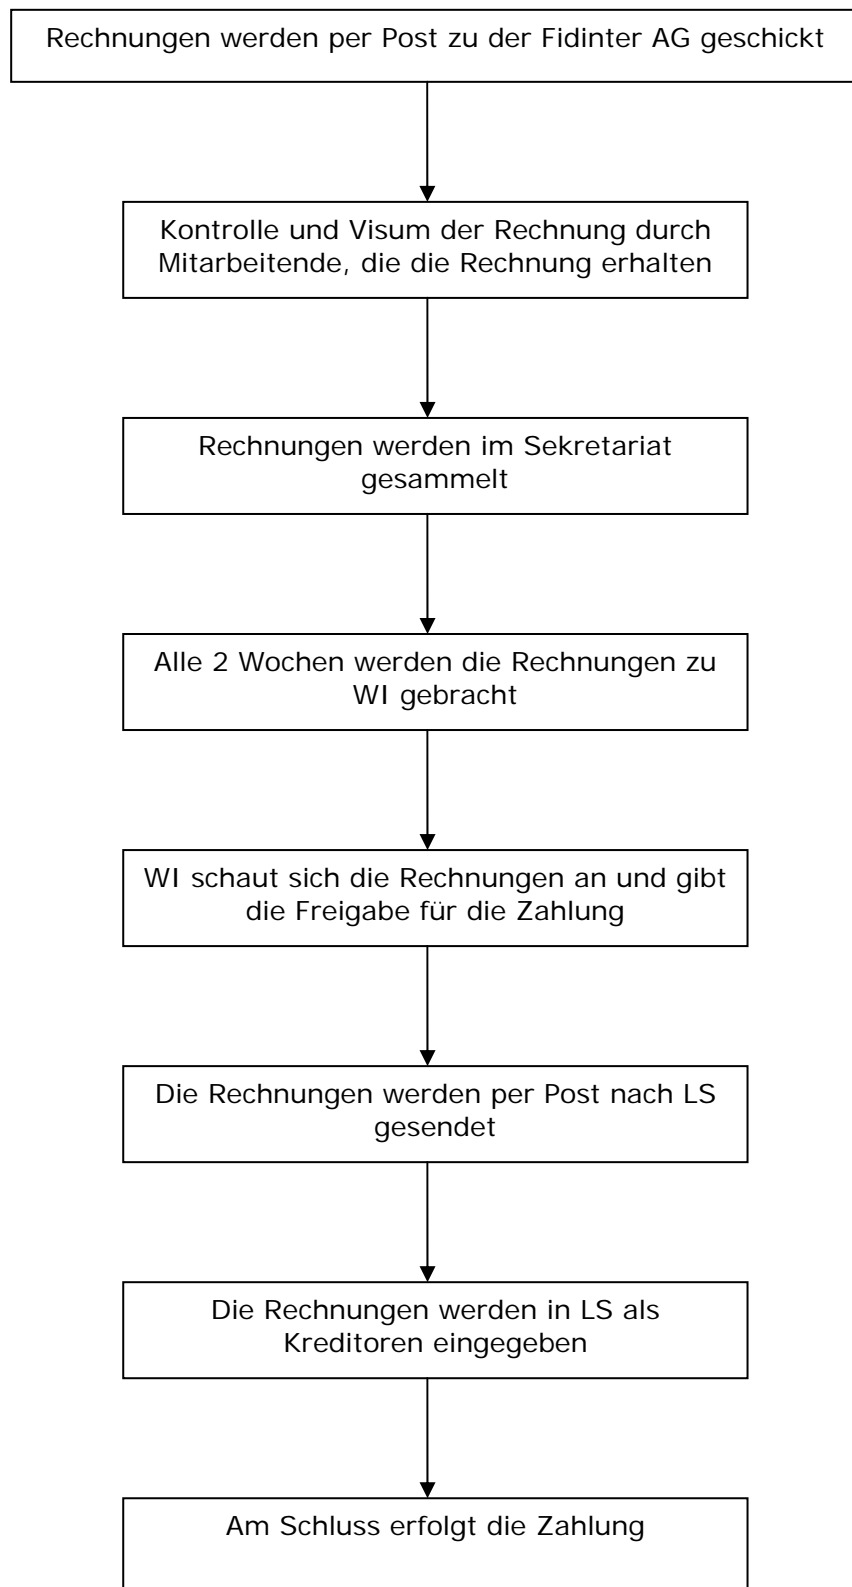 Rechnungen werden per Post zu der Fidinter AG geschickt
Kontrolle und Visum der Rechnung durch
Mitarbeitende, die die Rechnung erhalten
Rechnungen werden im Sekretariat
gesammelt
Alle 2 Wochen werden die Rechnungen zu
WI gebracht
WI schaut sich die Rechnungen an und gibt
die Freigabe für die Zahlung
Die Rechnungen werden per Post nach LS
gesendet
Die Rechnungen werden in LS als
Kreditoren eingegeben
Am Schluss erfolgt die Zahlung